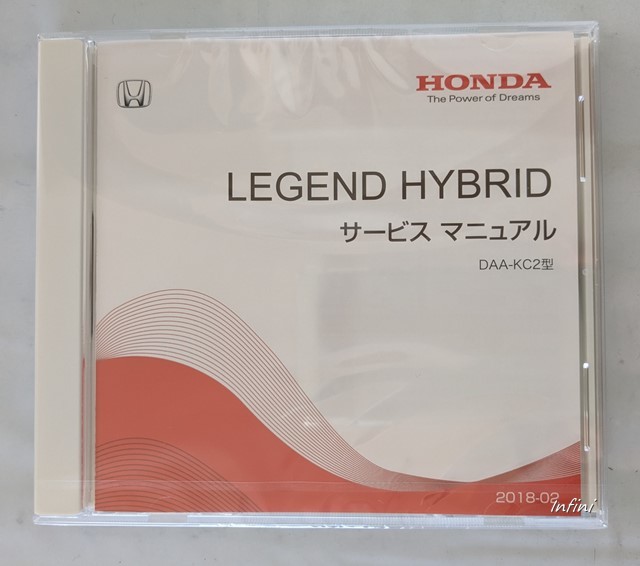 HONDA
The Power of Dreams
LEGEND HYBRID
サービス マニュアル
DAA-KC2型
2018-02
Infini